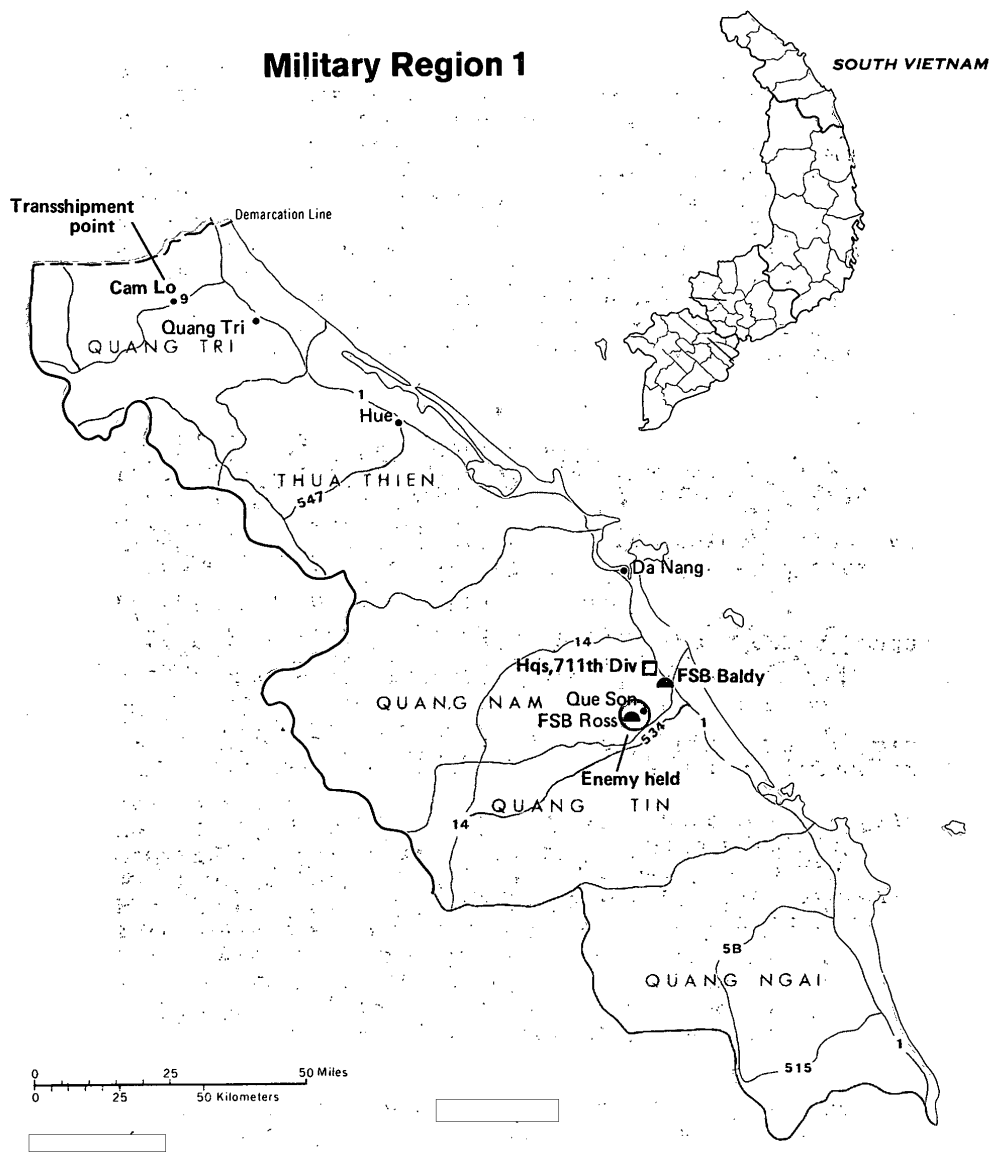 Military Region 1
SOUTH VIETNAM
Transshipment
point
Demarcation Line
Cam Lo
9
Quang Tri
QUANG TRI
1
Hue
THUA THIEN
547
Da Nang
14
Hqs, 711th Div
FSB Baldy
QUANG NAM
Que Son
FSB Ross
534
1
Enemy held
QUANG TIN
14
5B
QUANG NGAI
1
515
0 25 50 Miles
0 25 50 Kilometers